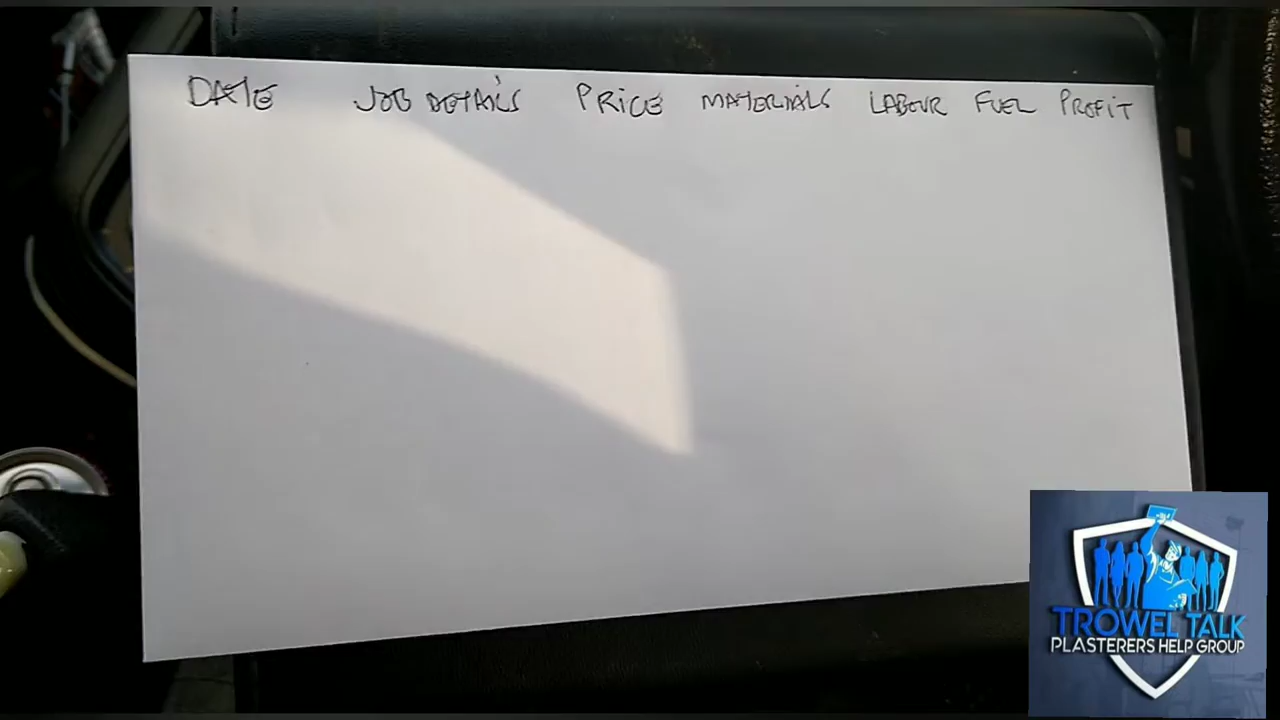 DATE JOB DETAILS PRICE MATERIALS LABOUR FUEL PROFIT
TROWEL TALK
PLASTERERS HELP GROUP